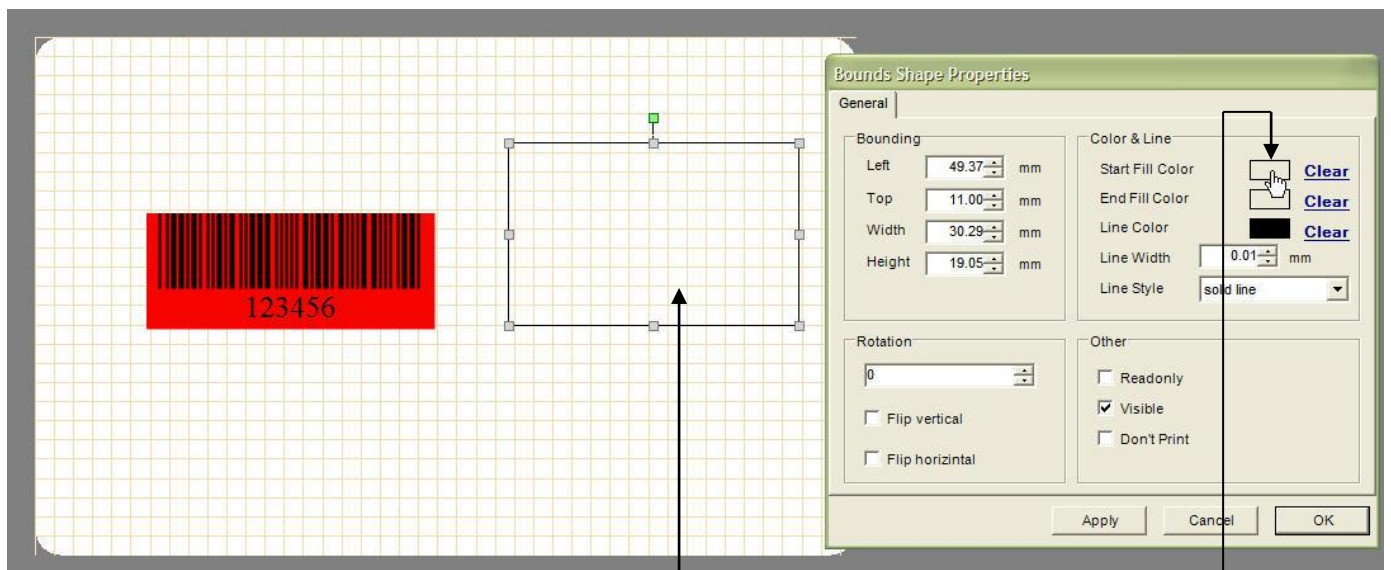 Bounds Shape Properties
General
Bounding
Left 49.37 mm
Top 11.00 mm
Width 30.29 mm
Height 19.05 mm
Color & Line
Start Fill Color Clear
End Fill Color Clear
Line Color Clear
Line Width 0.01 mm
Line Style solid line
123456
Rotation
0
Flip vertical
Flip horizintal
Other
Readonly
Visible
Don't Print
Apply Cancel OK